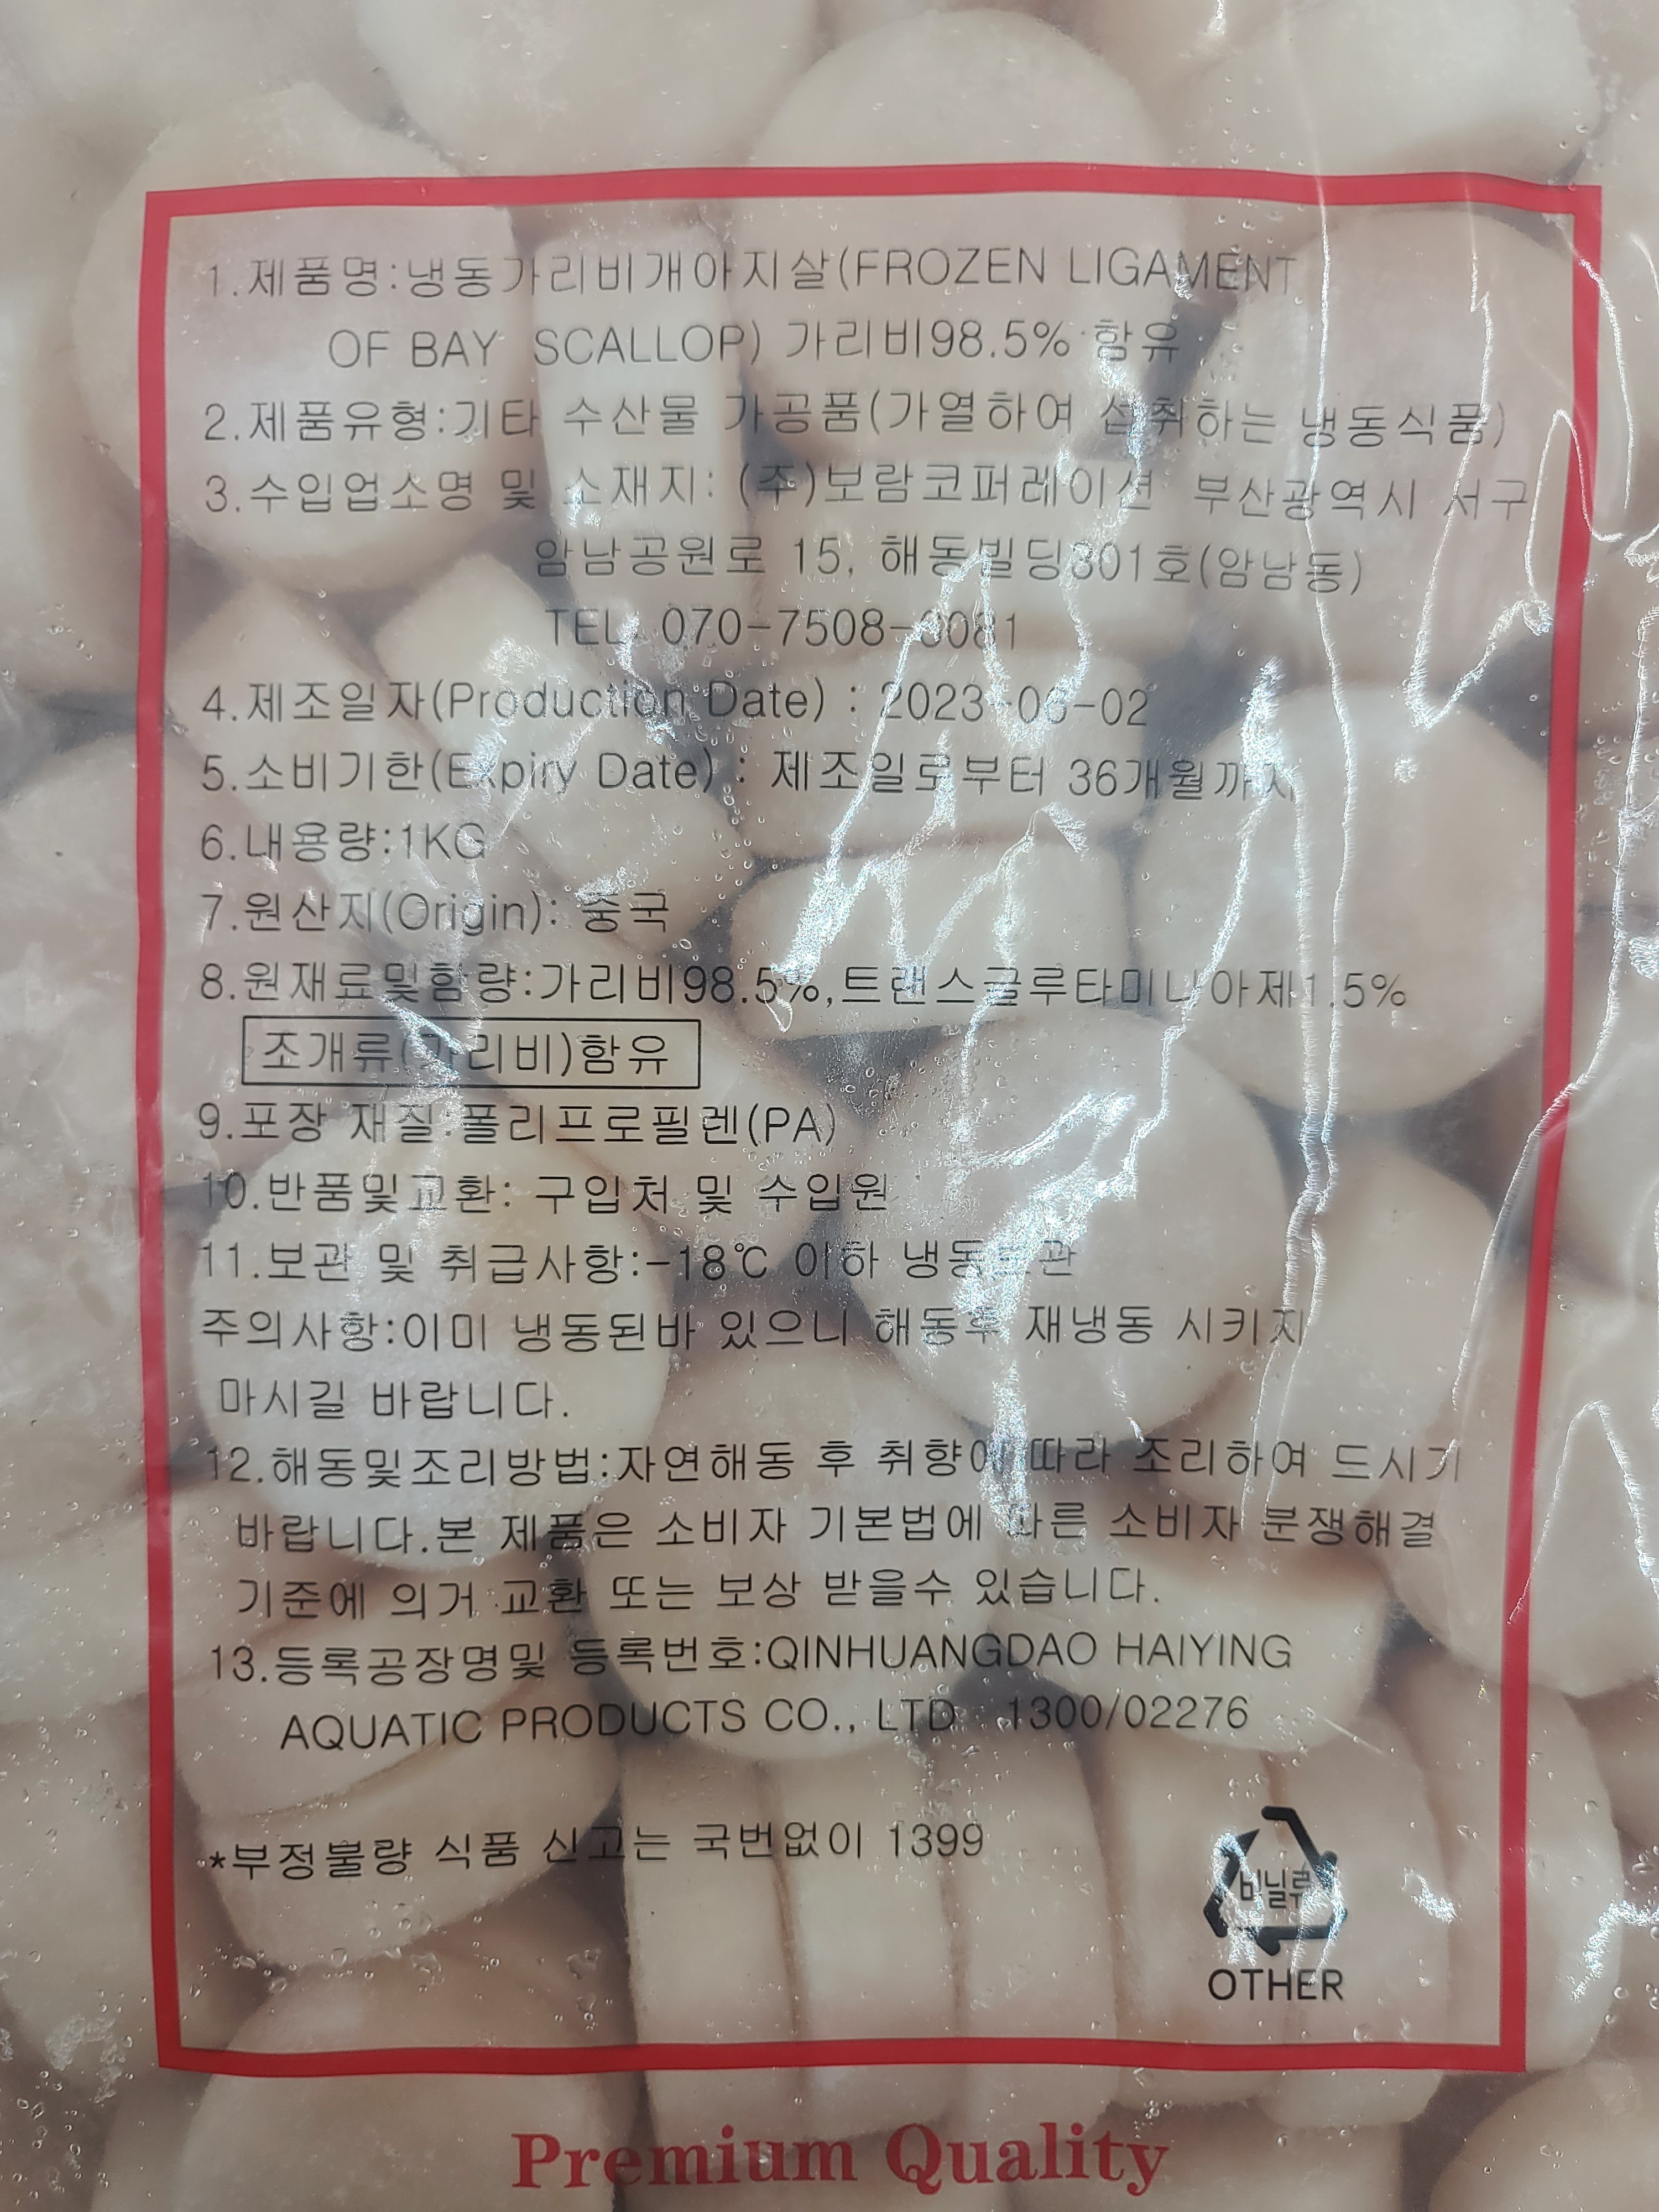 1.제품명:냉동가리비개아지살(FROZEN LIGAMENT
OF BAY SCALLOP) 가리비98.5% 함유
2.제품유형:기타 수산물 가공품(가열하여 섭취하는 냉동식품)
3.수입업소명 및 소재지: (주)보람코퍼레이션 부산광역시 서구
암남공원로 15, 해동빌딩301호(암남동)
TEL: 070-7508-0081
4.제조일자(Production Date) : 2023-06-02
5.소비기한(Expiry Date) : 제조일로부터 36개월까지
6.내용량:1KG
7.원산지(Origin): 중국
8.원재료및함량:가리비98.5%,트랜스글루타미나아제1.5%
조개류(가리비)함유
9.포장 재질:폴리프로필렌(PA)
10.반품및교환: 구입처 및 수입원
11.보관 및 취급사항:-18℃ 이하 냉동보관
주의사항:이미 냉동된바 있으니 해동후 재냉동 시키지
마시길 바랍니다.
12.해동및조리방법:자연해동 후 취향에 따라 조리하여 드시기
바랍니다.본 제품은 소비자 기본법에 따른 소비자 분쟁해결
기준에 의거 교환 또는 보상 받을수 있습니다.
13.등록공장명및 등록번호:QINHUANGDAO HAIYING
AQUATIC PRODUCTS CO., LTD 1300/02276
*부정불량 식품 신고는 국번없이 1399
비닐류
OTHER
Premium Quality